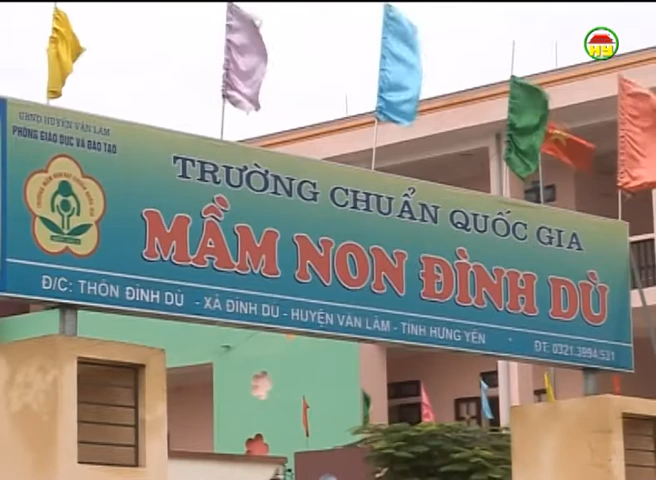 UBND HUYỆN VĂN LÂM
PHÒNG GIÁO DỤC VÀ ĐÀO TẠO
TRƯỜNG CHUẨN QUỐC GIA
MẦM NON ĐÌNH DÙ
Đ/C: THÔN ĐÌNH DÙ - XÃ ĐÌNH DÙ - HUYỆN VĂN LÂM - TỈNH HƯNG YÊN - ĐT: 0321.3994.531
HY